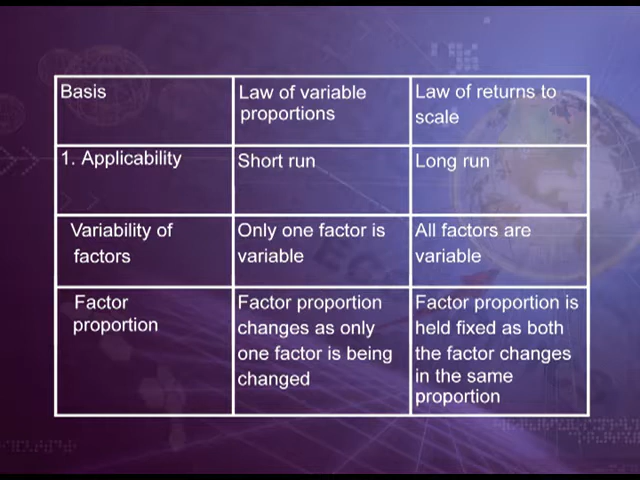 Basis
Law of variable
proportions
Law of returns to
scale
1. Applicability
Short run
Long run
Variability of
factors
Only one factor is
variable
All factors are
variable
Factor
proportion
Factor proportion
changes as only
one factor is being
changed
Factor proportion is
held fixed as both
the factor changes
in the same
proportion